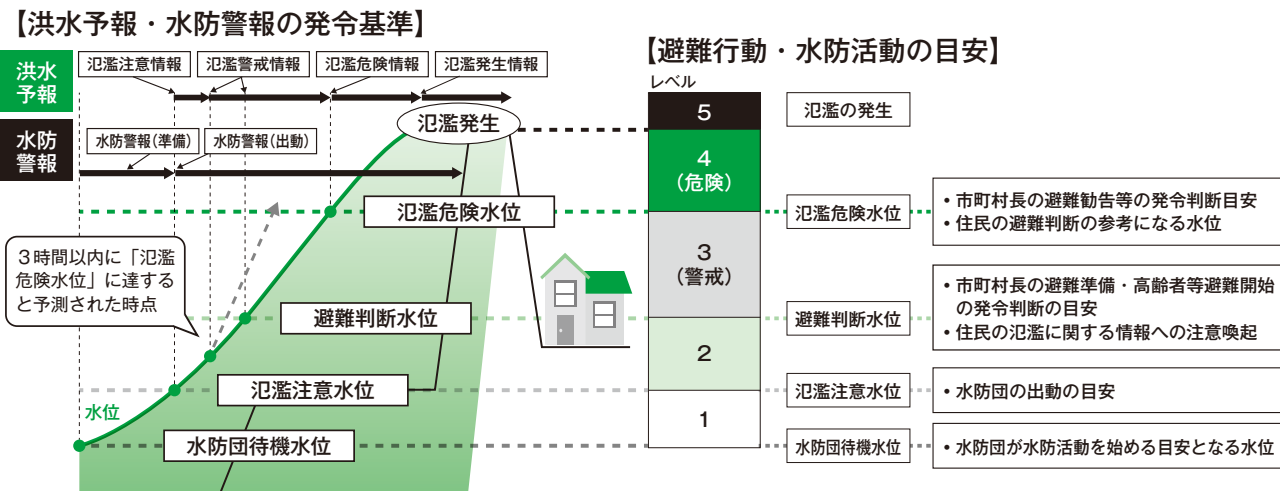 【洪水予報・水防警報の発令基準】
洪水
予報
氾濫注意情報
氾濫警戒情報
氾濫危険情報
氾濫発生情報
水防
警報
水防警報(準備)
水防警報(出動)
氾濫発生
氾濫危険水位
3時間以内に「氾濫
危険水位」に達する
と予測された時点
避難判断水位
氾濫注意水位
水位
水防団待機水位
【避難行動・水防活動の目安】
レベル
5
氾濫の発生
4
(危険)
氾濫危険水位
・市町村長の避難勧告等の発令判断目安
・住民の避難判断の参考になる水位
3
(警戒)
避難判断水位
・市町村長の避難準備・高齢者等避難開始
の発令判断の目安
・住民の氾濫に関する情報への注意喚起
2
氾濫注意水位
・水防団の出動の目安
1
水防団待機水位
・水防団が水防活動を始める目安となる水位